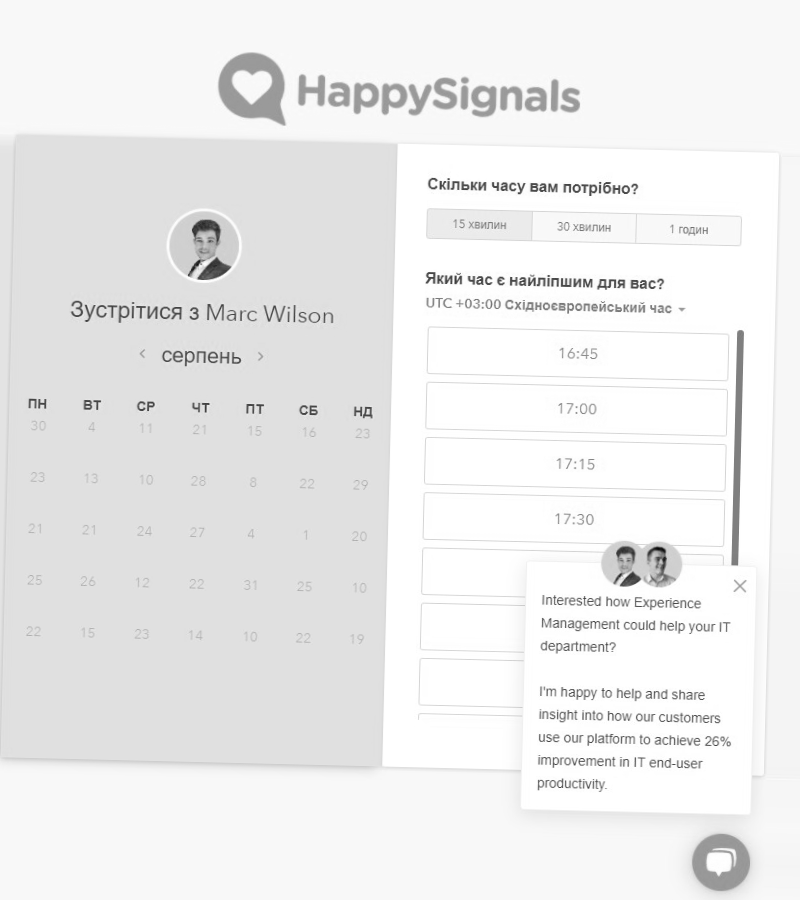 HappySignals
Зустрітися з Marc Wilson
серпень
ПН ВТ СР ЧТ ПТ СБ НД
30 4 11 21 15 16 23
23 13 10 28 8 22 29
21 21 24 27 4 1 20
25 26 12 22 31 25 10
22 15 23 14 10 22 19
Скільки часу вам потрібно?
15 хвилин 30 хвилин 1 годин
Який час є найліпшим для вас?
UTC +03:00 Східноєвропейський час
16:45
17:00
17:15
17:30
Interested how Experience
Management could help your IT
department?
I'm happy to help and share
insight into how our customers
use our platform to achieve 26%
improvement in IT end-user
productivity.